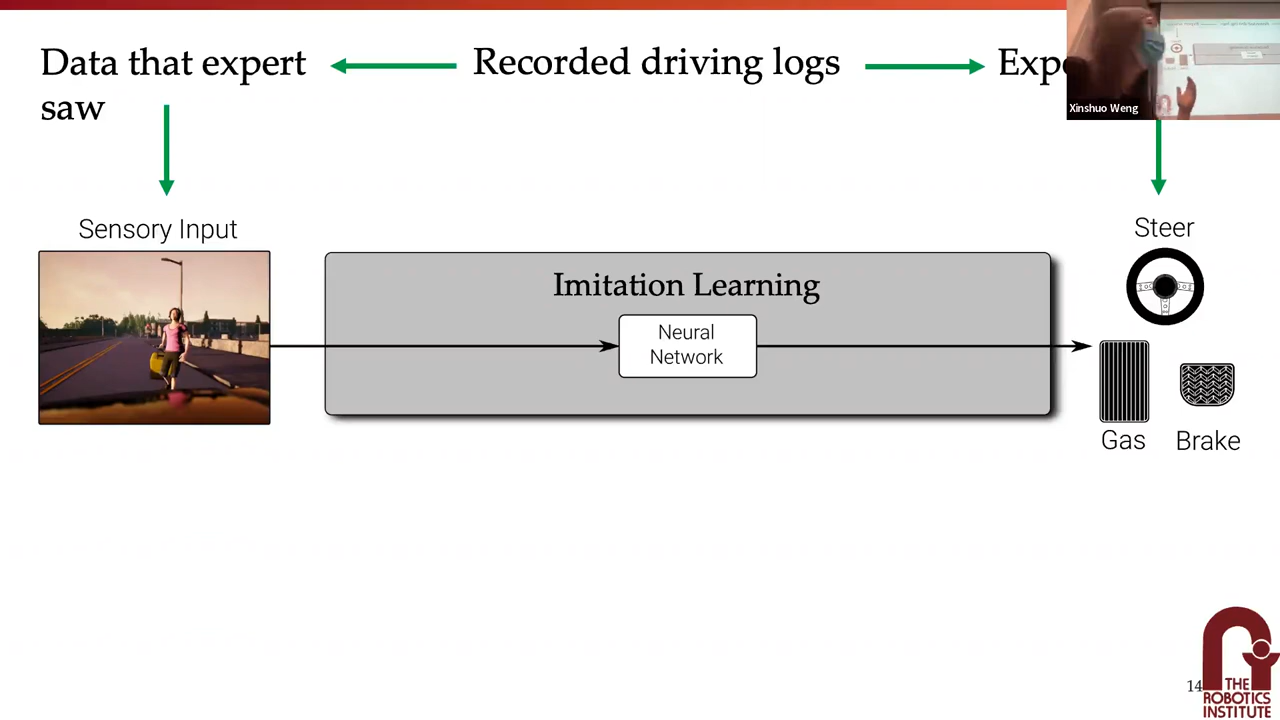 Data that expert
saw
Recorded driving logs
Xinshuo Weng
Sensory Input
Steer
Imitation Learning
Neural
Network
Gas
Brake
14
THE
ROBOTICS
INSTITUTE